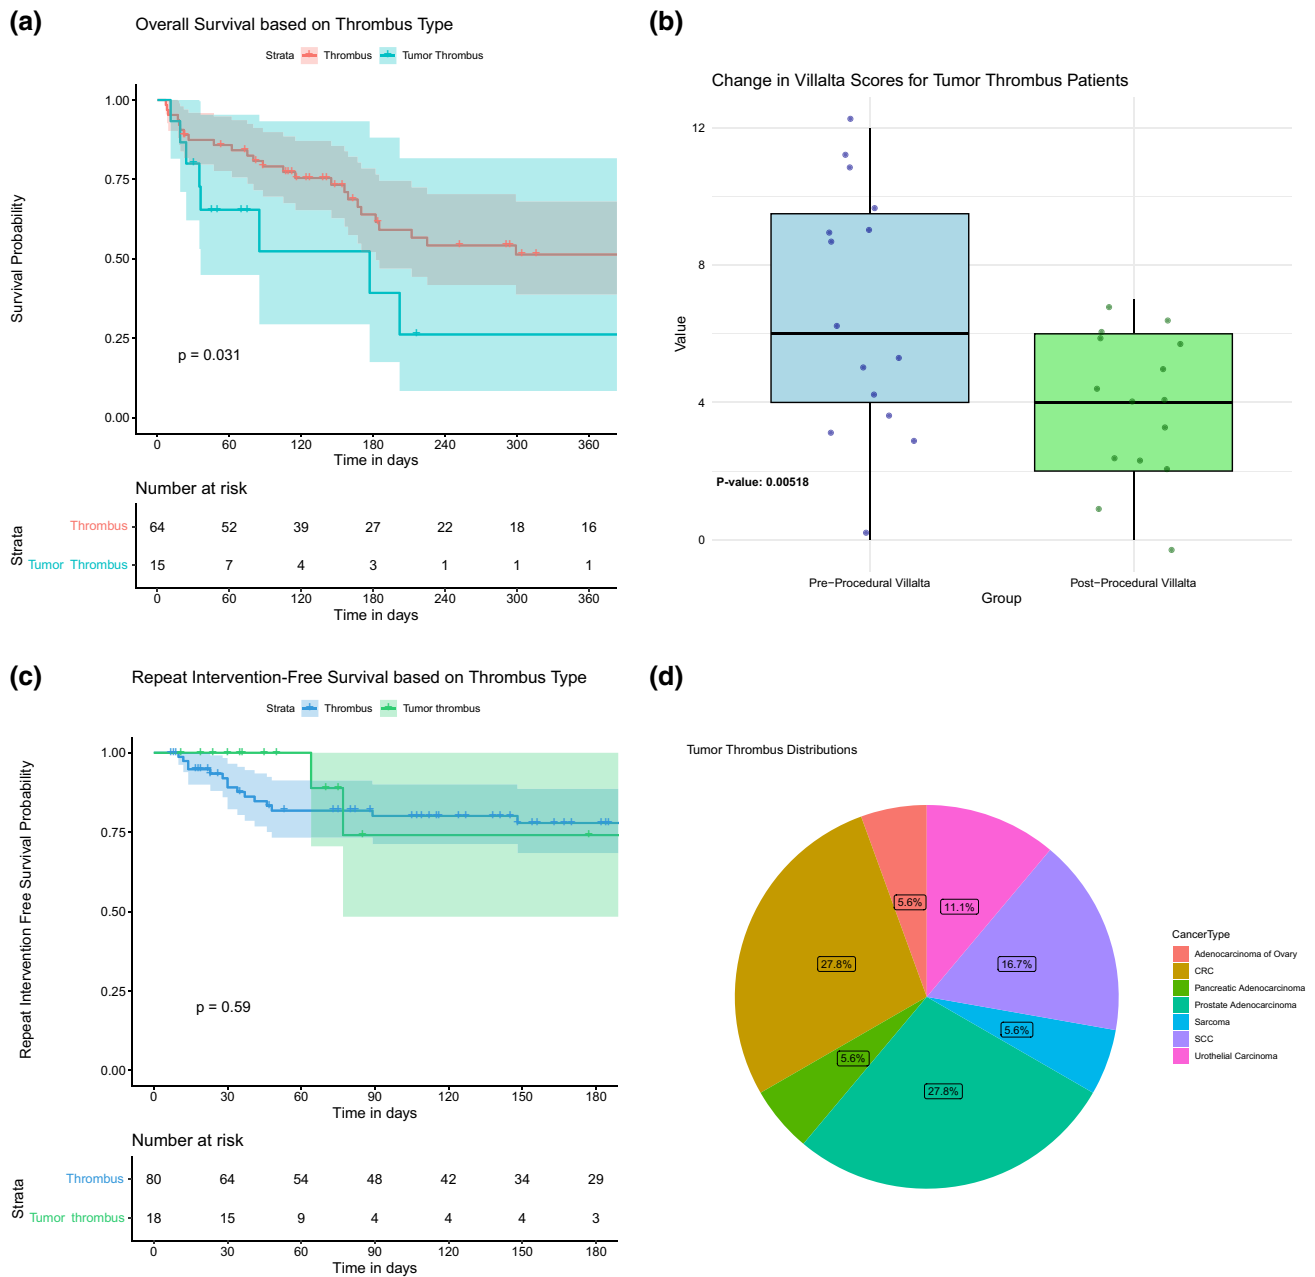 (a)
Overall Survival based on Thrombus Type
Strata Thrombus Tumor Thrombus
Survival Probability
1.00
0.75
0.50
0.25
0.00
p = 0.031
0 60 120 180 240 300 360
Time in days
Number at risk
Strata
Thrombus 64 52 39 27 22 18 16
Tumor Thrombus 15 7 4 3 1 1 1
0 60 120 180 240 300 360
Time in days
(b)
Change in Villalta Scores for Tumor Thrombus Patients
Value
12
8
4
0
P-value: 0.00518
Pre−Procedural Villalta Post−Procedural Villalta
Group
(c)
Repeat Intervention-Free Survival based on Thrombus Type
Strata Thrombus Tumor thrombus
Repeat Intervention Free Survival Probability
1.00
0.75
0.50
0.25
0.00
p = 0.59
0 30 60 90 120 150 180
Time in days
Number at risk
Strata
Thrombus 80 64 54 48 42 34 29
Tumor thrombus 18 15 9 4 4 4 3
0 30 60 90 120 150 180
Time in days
(d)
Tumor Thrombus Distributions
5.6%
11.1%
27.8%
16.7%
5.6%
5.6%
27.8%
CancerType
Adenocarcinoma of Ovary
CRC
Pancreatic Adenocarcinoma
Prostate Adenocarcinoma
Sarcoma
SCC
Urothelial Carcinoma